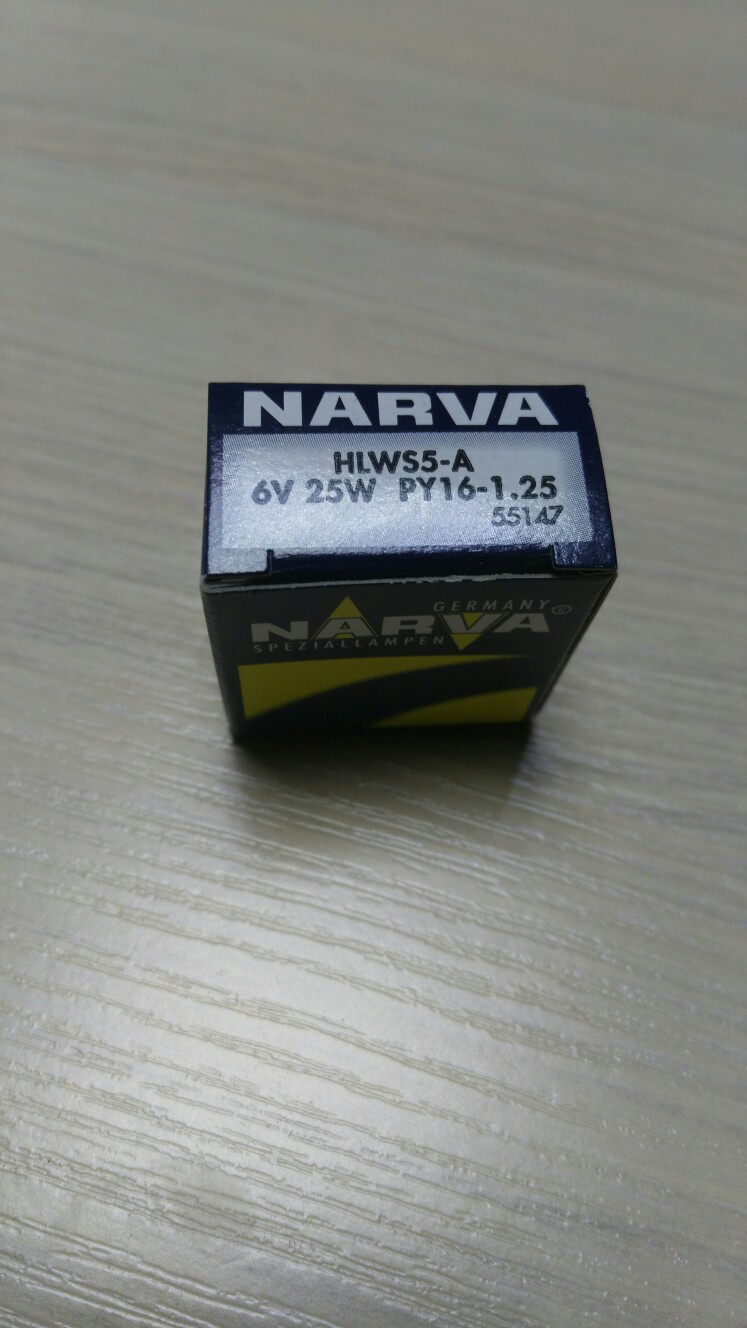 NARVA
HLWS5-A
6V 25W PY16-1.25
55147
GERMANY
NARVA®
SPEZIALLAMPEN